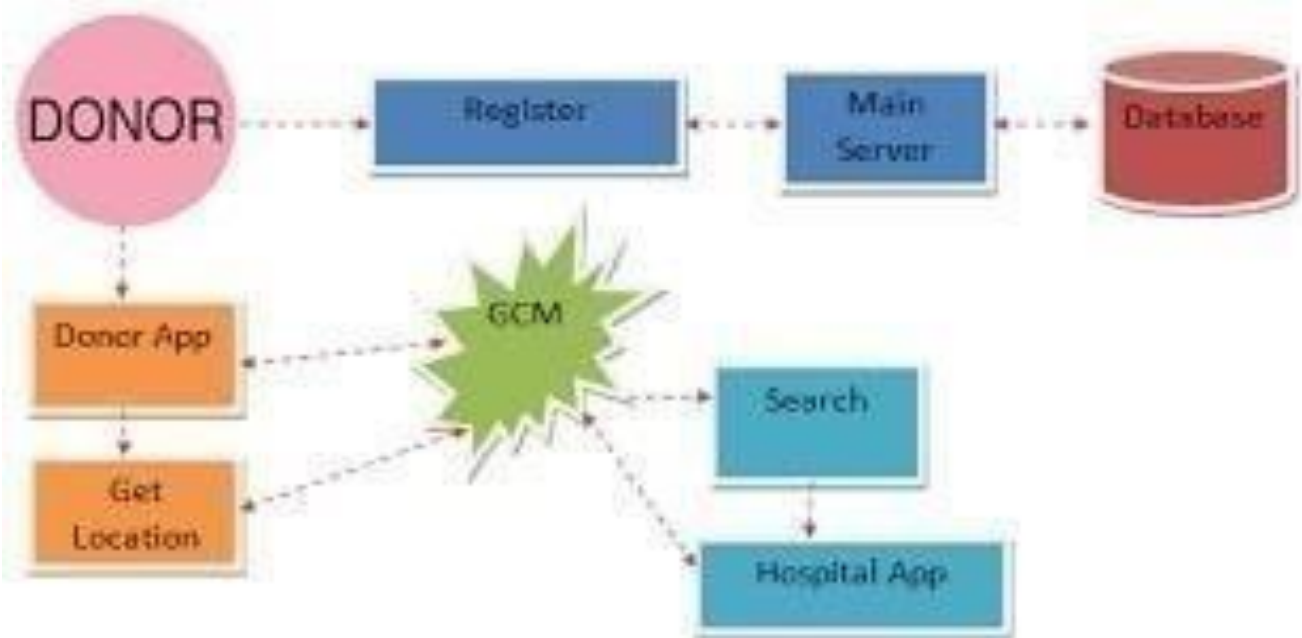 DONOR
Register
Main
Server
Database
GCM
Donor App
Search
Get
Location
Hospital App